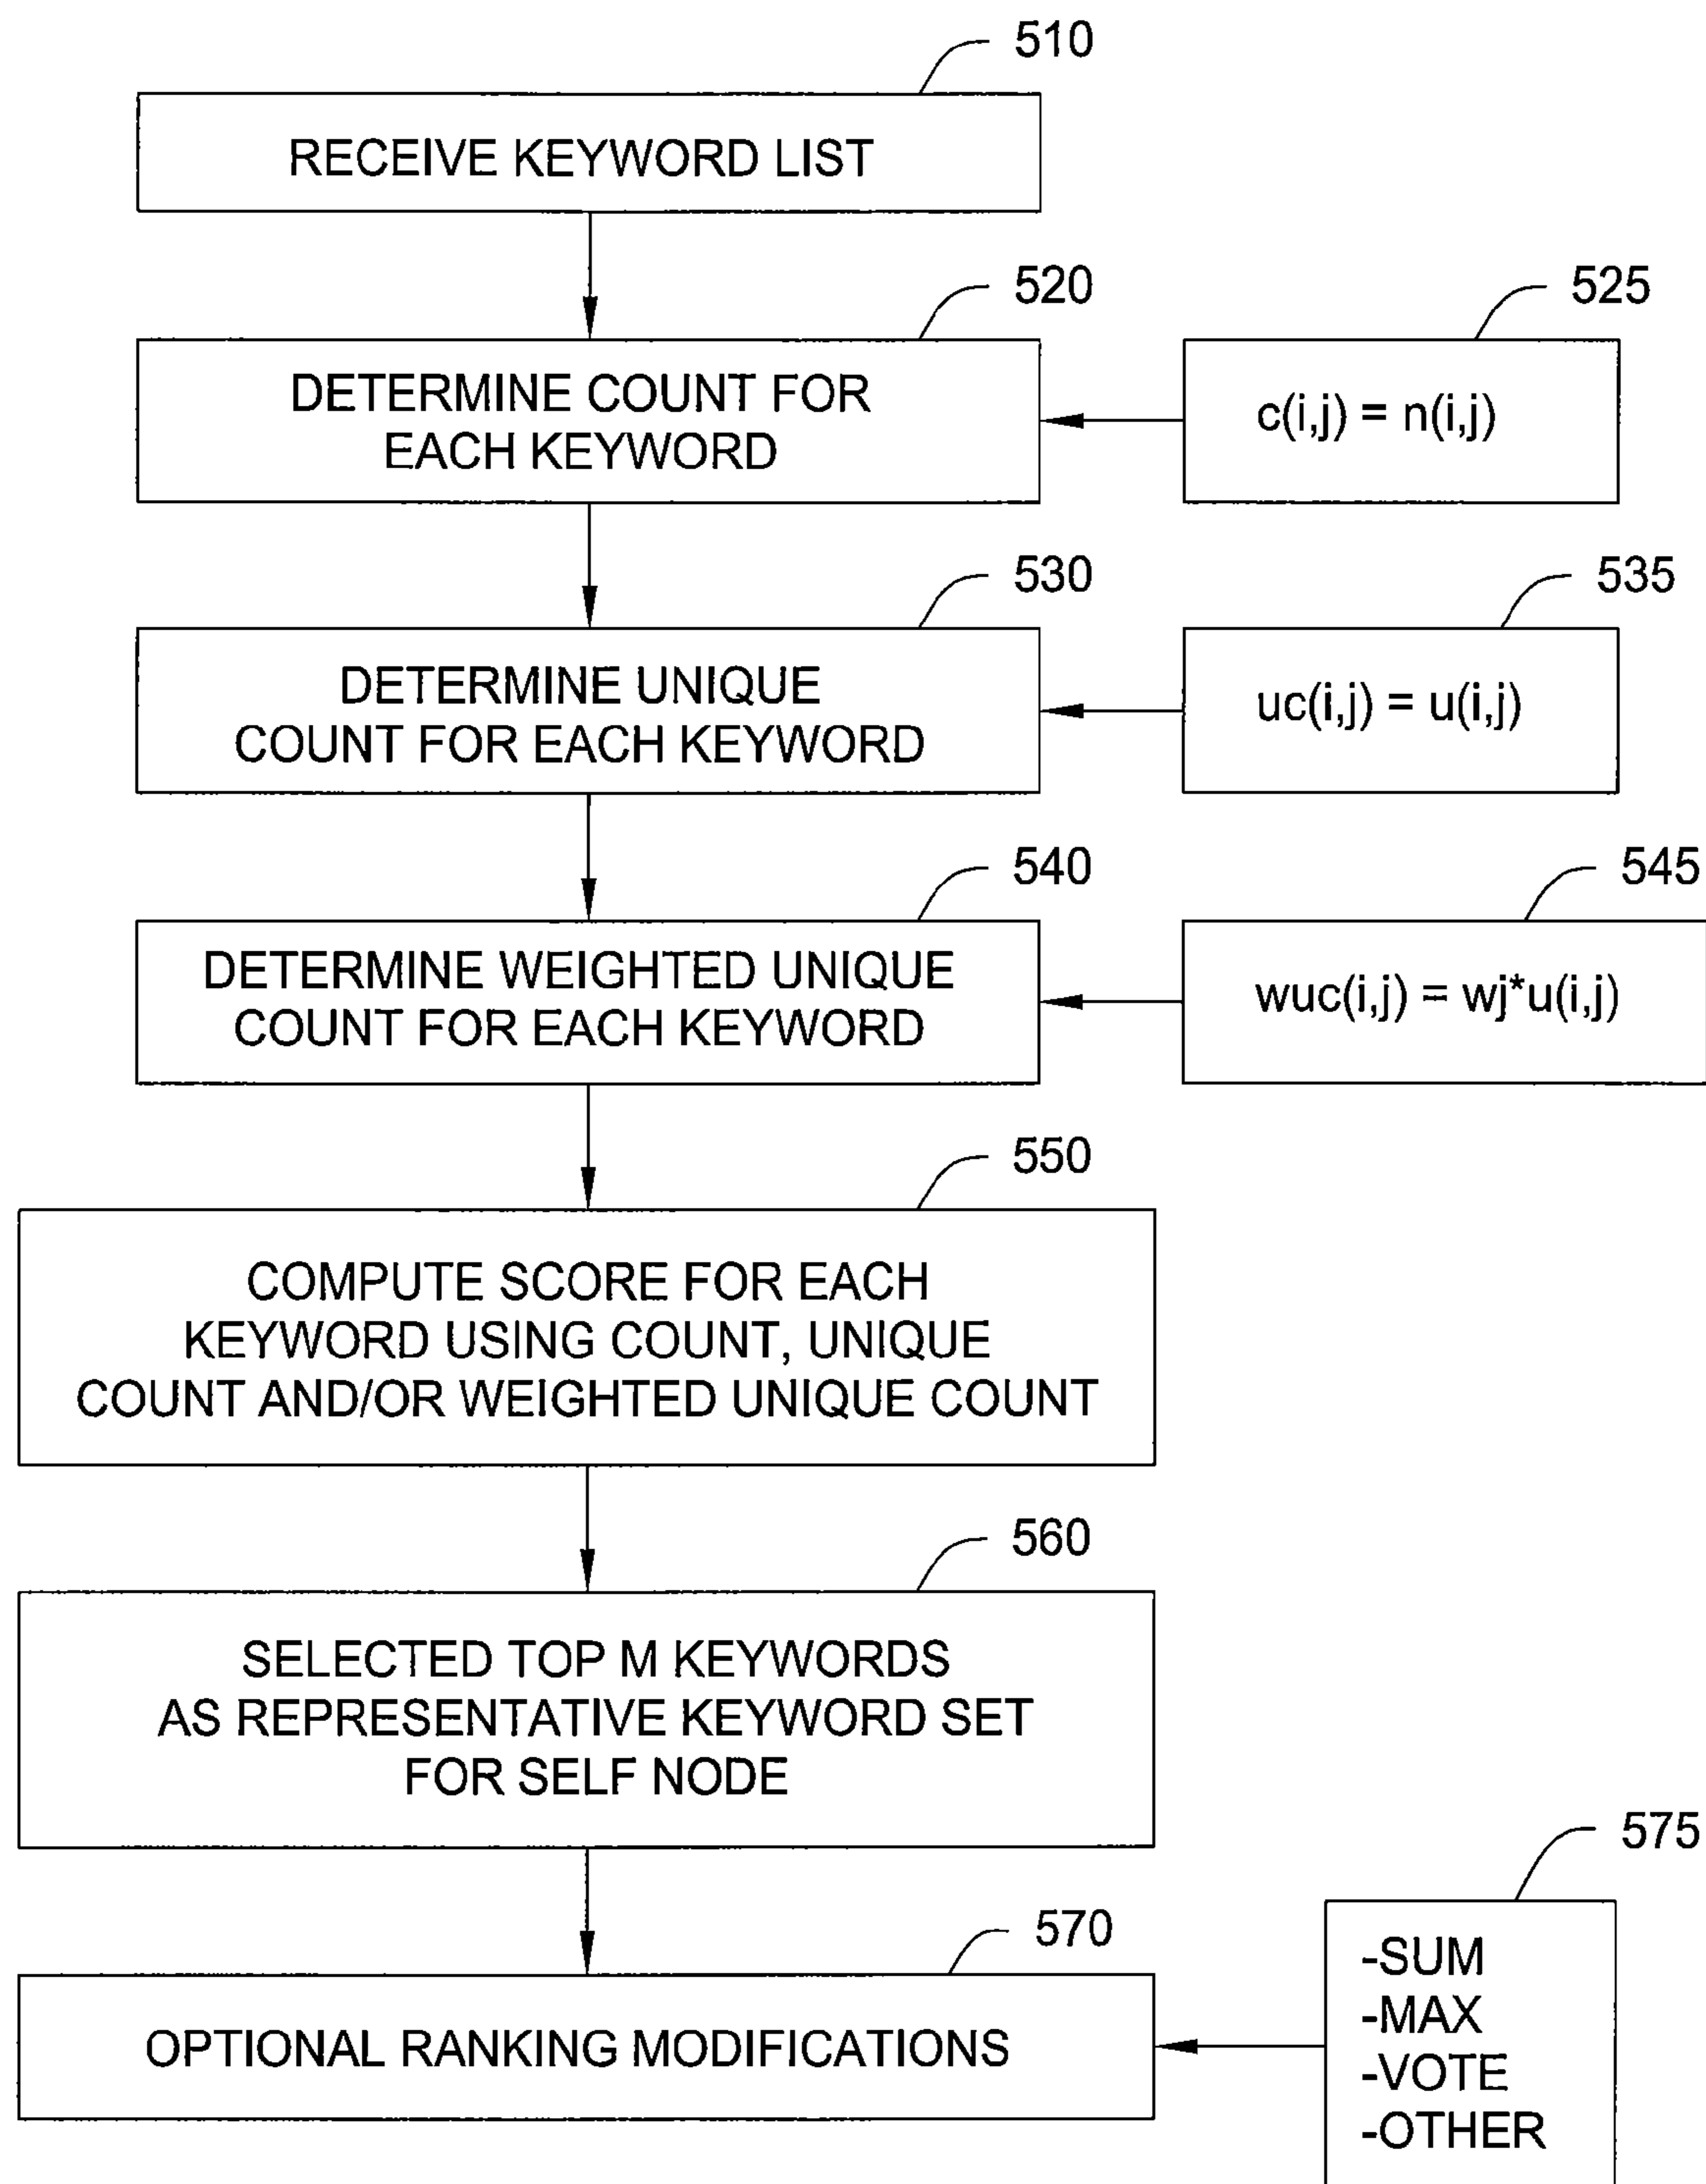 510
RECEIVE KEYWORD LIST
520
525
DETERMINE COUNT FOR
EACH KEYWORD
c(i,j) = n(i,j)
530
535
DETERMINE UNIQUE
COUNT FOR EACH KEYWORD
uc(i,j) = u(i,j)
540
545
DETERMINE WEIGHTED UNIQUE
COUNT FOR EACH KEYWORD
wuc(i,j) = wj*u(i,j)
550
COMPUTE SCORE FOR EACH
KEYWORD USING COUNT, UNIQUE
COUNT AND/OR WEIGHTED UNIQUE COUNT
560
SELECTED TOP M KEYWORDS
AS REPRESENTATIVE KEYWORD SET
FOR SELF NODE
570
OPTIONAL RANKING MODIFICATIONS
575
-SUM
-MAX
-VOTE
-OTHER